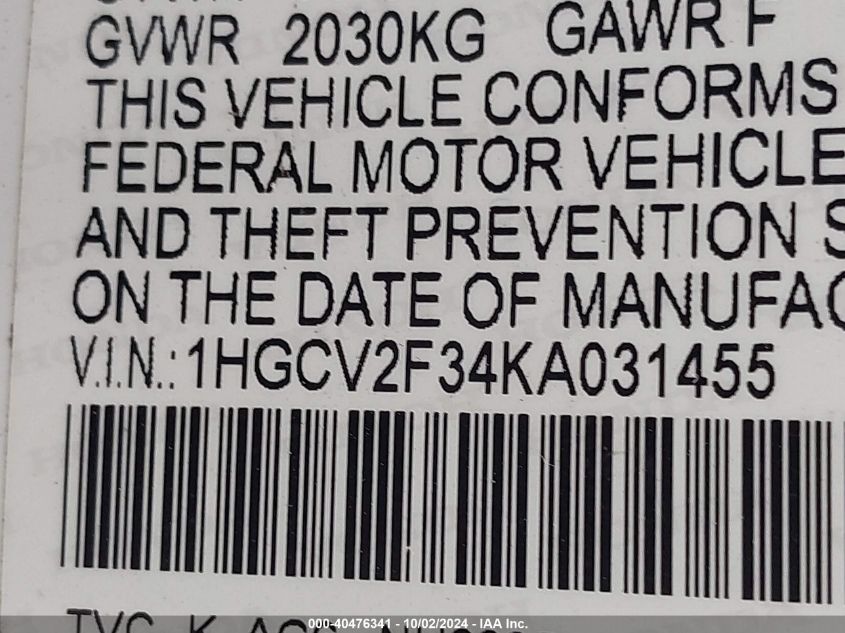 GVWR 2030KG GAWR F
THIS VEHICLE CONFORMS
FEDERAL MOTOR VEHICLE
AND THEFT PREVENTION S
ON THE DATE OF MANUFAC
V.I.N.: 1HGCV2F34KA031455
000-40476341 - 10/02/2024 - IAA Inc.